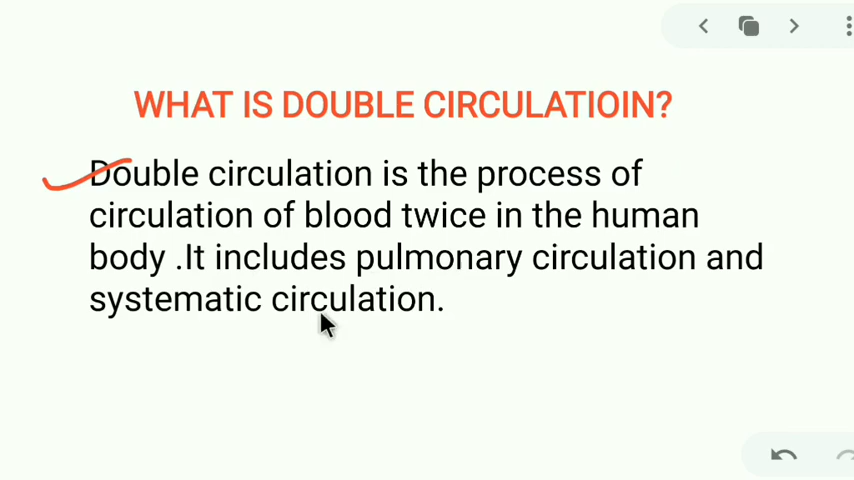 WHAT IS DOUBLE CIRCULATIOIN?
Double circulation is the process of
circulation of blood twice in the human
body .It includes pulmonary circulation and
systematic circulation.